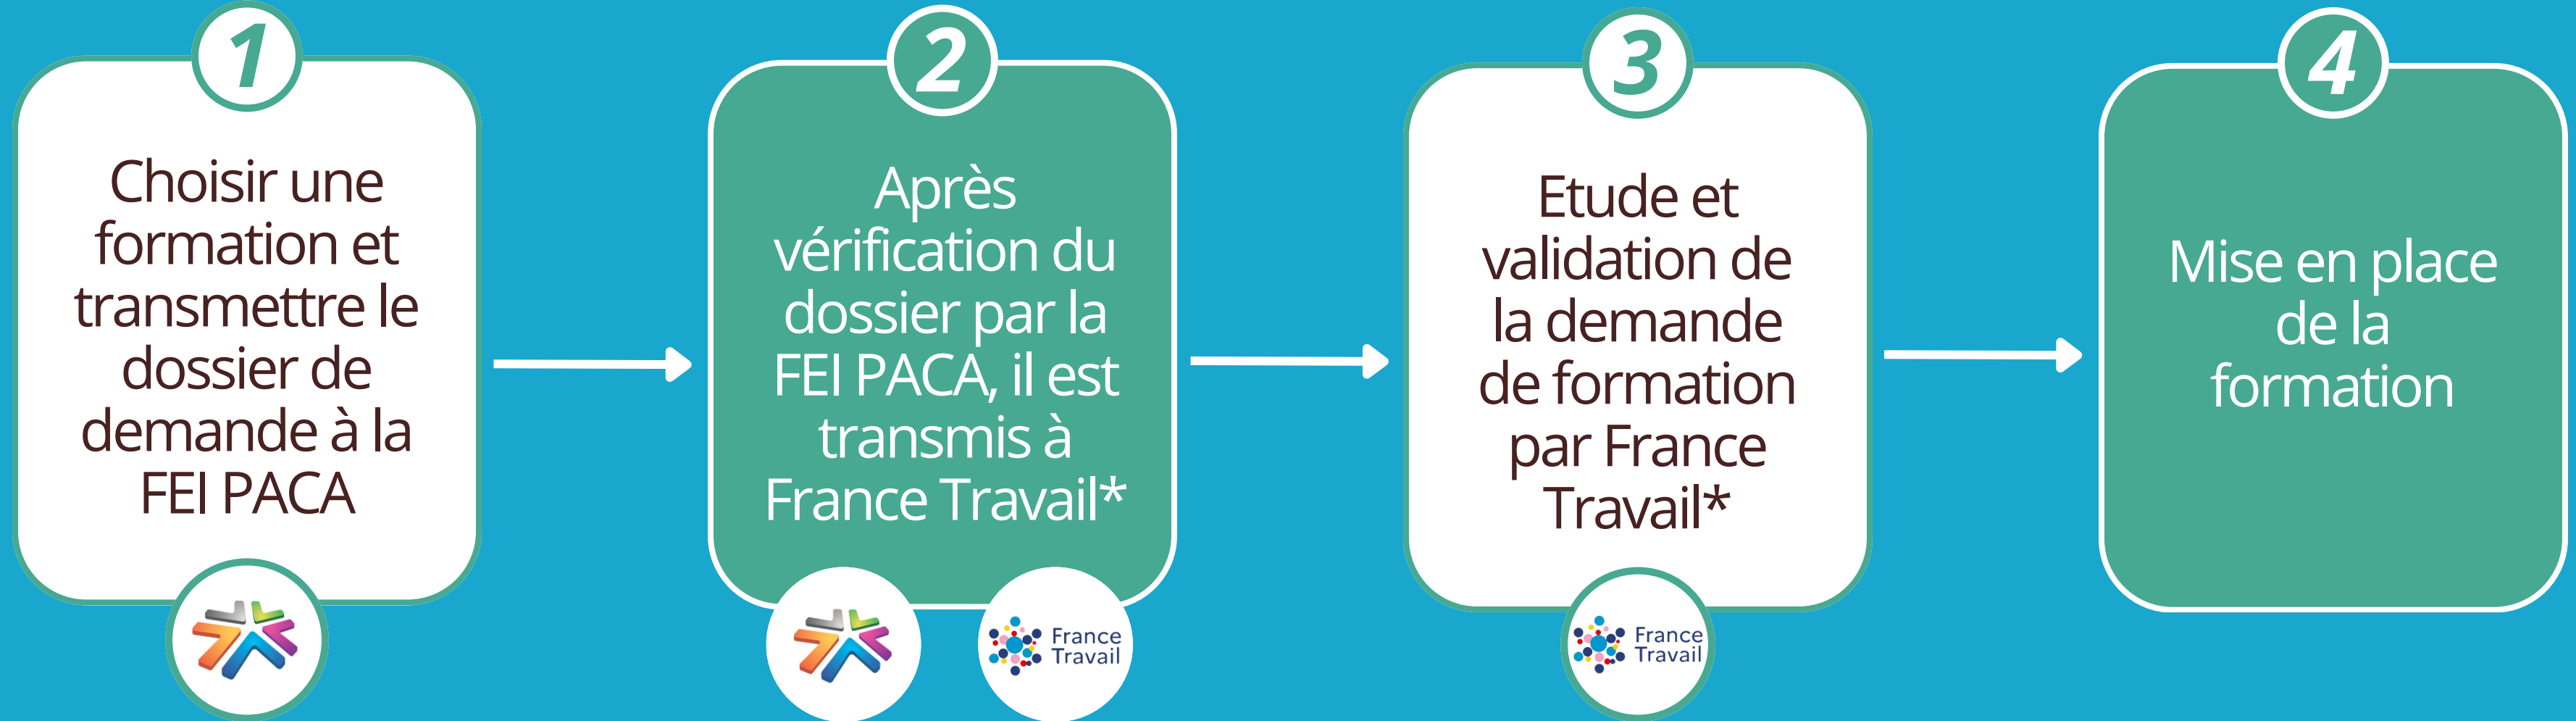 1
Choisir une
formation et
transmettre le
dossier de
demande à la
FEI PACA
2
Après
vérification du
dossier par la
FEI PACA, il est
transmis à
France Travail*
France
Travail
3
Etude et
validation de
la demande
de formation
par France
Travail*
France
Travail
4
Mise en place
de la
formation